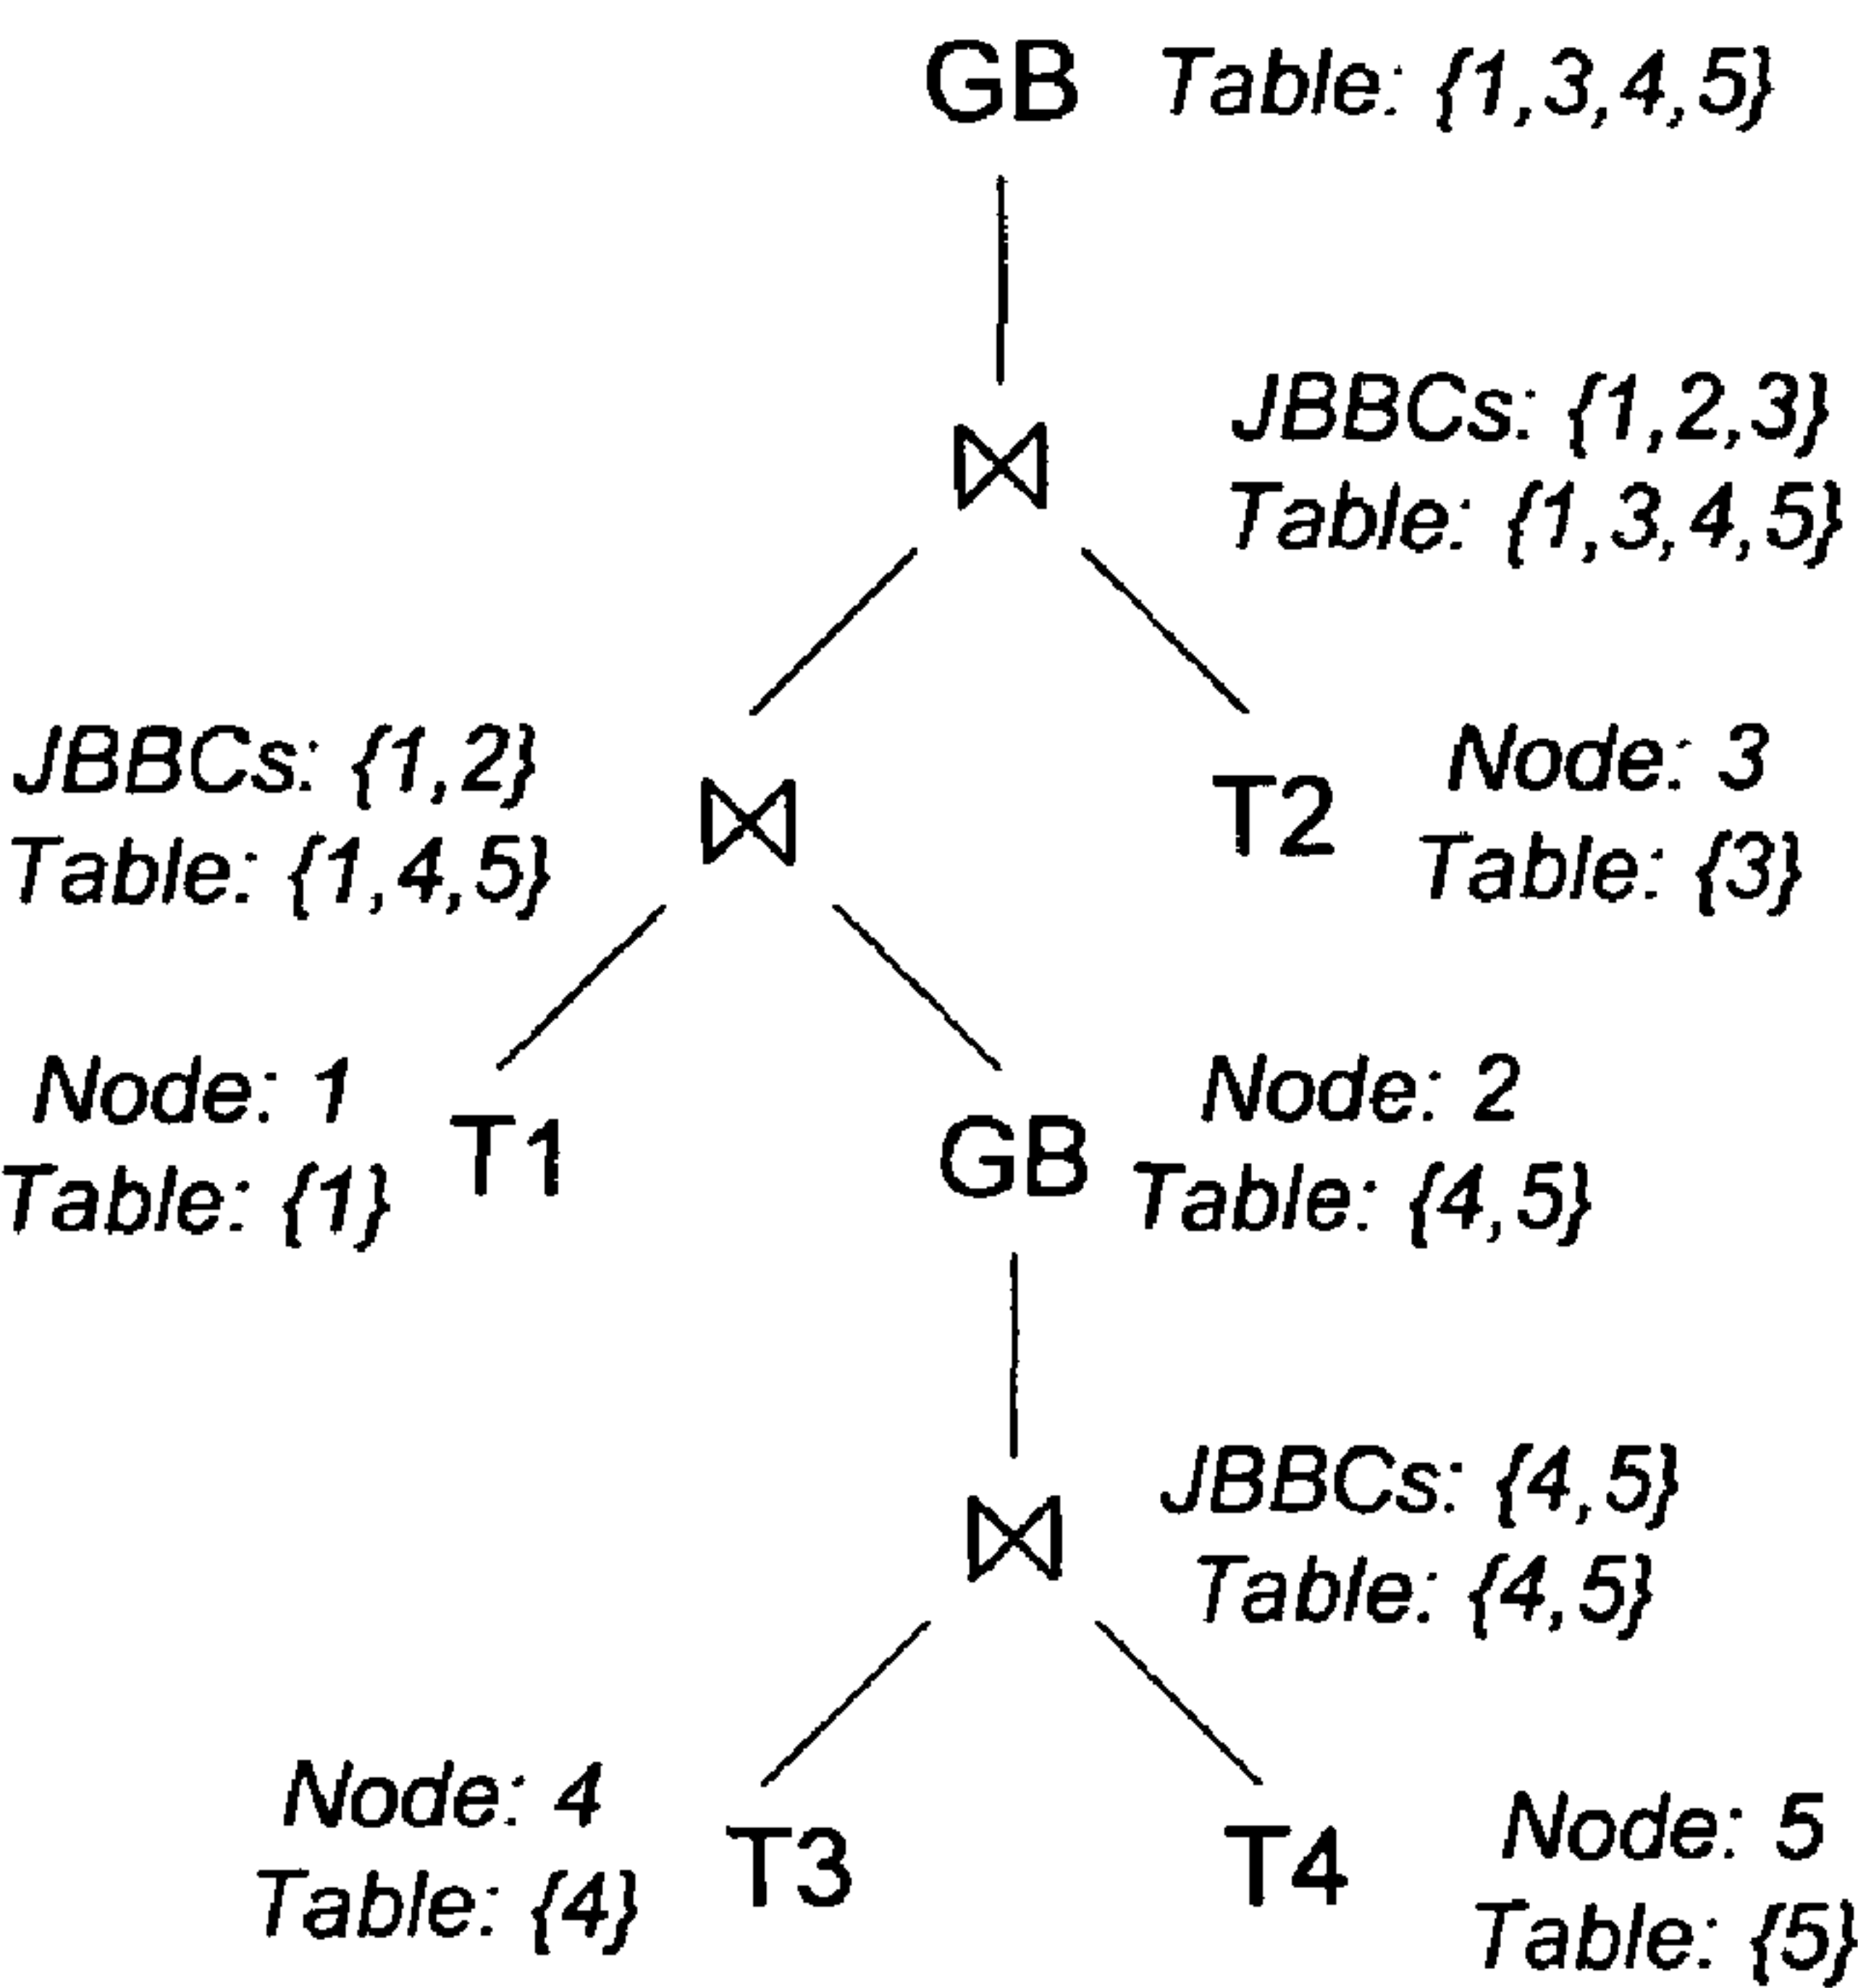 GB Table: {1,3,4,5}
JBBCs: {1,2,3}
Table: {1,3,4,5}
JBBCs: {1,2}
Table: {1,4,5}
T2
Node: 3
Table: {3}
Node: 1
Table: {1}
T1
GB
Node: 2
Table: {4,5}
JBBCs: {4,5}
Table: {4,5}
Node: 4
Table: {4}
T3
T4
Node: 5
Table: {5}